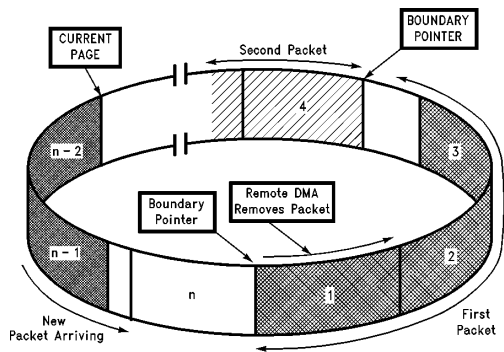 Second Packet
BOUNDARY
POINTER
CURRENT
PAGE
4
n-2
3
Boundary
Pointer
Remote DMA
Removes Packet
n-1
2
n
1
New
Packet Arriving
First
Packet